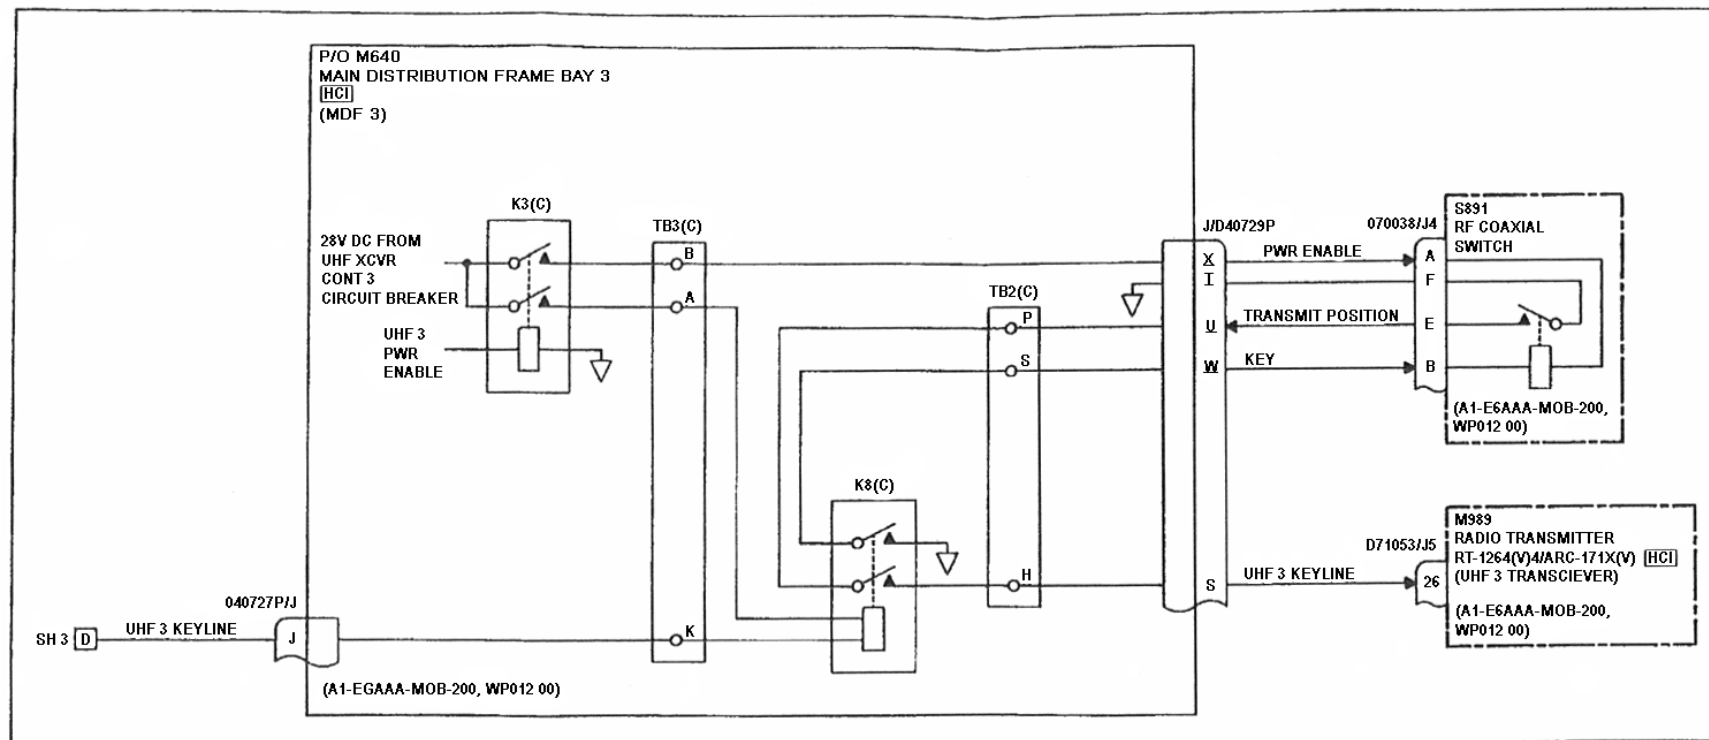 P/O M640
MAIN DISTRIBUTION FRAME BAY 3
HCI
(MDF 3)
K3(C)
28V DC FROM
UHF XCVR
CONT 3
CIRCUIT BREAKER
UHF 3
PWR
ENABLE
TB3(C)
B
A
K
TB2(C)
P
S
H
K8(C)
J/D40729P
X
I
U
W
S
PWR ENABLE
TRANSMIT POSITION
KEY
UHF 3 KEYLINE
070038/J4
A
F
E
B
S891
RF COAXIAL
SWITCH
(A1-E6AAA-MOB-200,
WP012 00)
D71053/J5
26
M989
RADIO TRANSMITTER
RT-1264(V)4/ARC-171X(V) HCI
(UHF 3 TRANSCIEVER)
(A1-E6AAA-MOB-200,
WP012 00)
040727P/J
SH 3 D
UHF 3 KEYLINE
J
(A1-EGAAA-MOB-200, WP012 00)